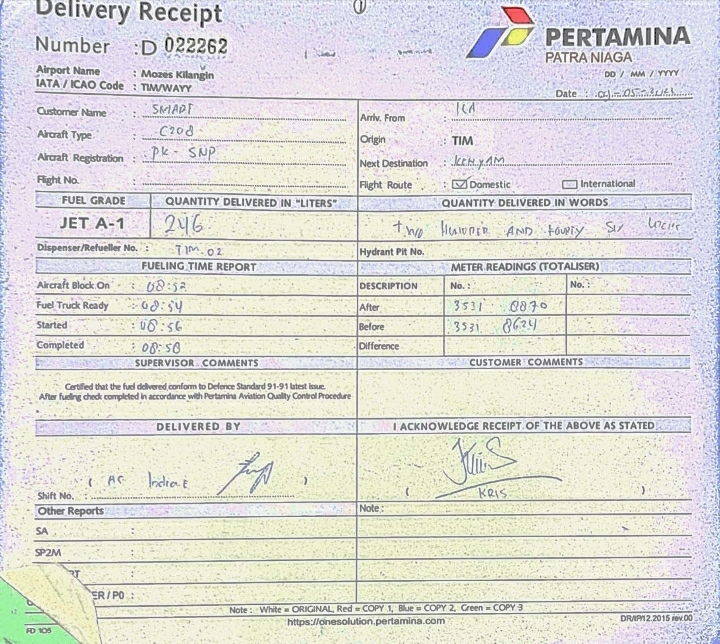 Delivery Receipt
Number : D 022262
PERTAMINA
PATRA NIAGA
Airport Name : Mozes Kilangin
IATA / ICAO Code : TIM/WAYY
DD / MM / YYYY
Date :
Customer Name : SMART
Aircraft Type : C208
Aircraft Registration : PK - SNP
Flight No. :
Arriv. From :
Origin : TIM
Next Destination : KENYAM
Flight Route : Domestic International
FUEL GRADE QUANTITY DELIVERED IN "LITERS" QUANTITY DELIVERED IN WORDS
JET A-1 246 two HUNDRED AND FOURTY SIX
Dispenser/Refueller No. : TIM. 02 Hydrant Pit No.
FUELING TIME REPORT METER READINGS (TOTALISER)
Aircraft Block On : 08:52 DESCRIPTION No. : No. :
Fuel Truck Ready : 08:54 After 3531 8870
Started : 08:56 Before 3531 8624
Completed : 08:58 Difference
SUPERVISOR COMMENTS CUSTOMER COMMENTS
Certified that the fuel delivered conform to Defence Standard 91-91 latest issue.
After fueling check completed in accordance with Pertamina Aviation Quality Control Procedure
DELIVERED BY I ACKNOWLEDGE RECEIPT OF THE ABOVE AS STATED
( Indra.E ) ( KRIS )
Shift No. :
Other Reports Note :
SA :
SP2M :
ER / PO :
Note : White = ORIGINAL, Red = COPY 1, Blue = COPY 2, Green = COPY 3
https://onesolution.pertamina.com
FD 105
DR/IP/12.2015 rev.00